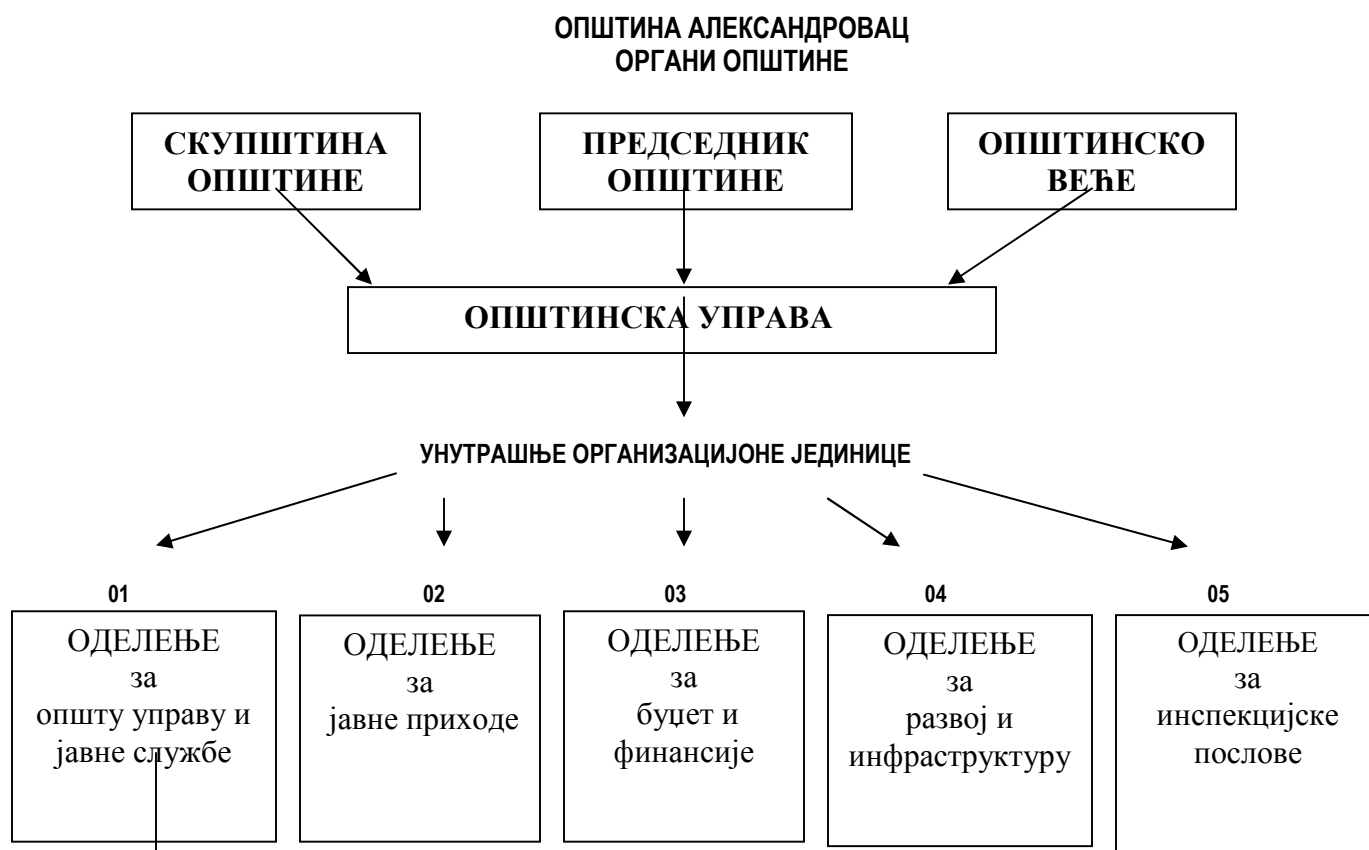 ОПШТИНА АЛЕКСАНДРОВАЦ
ОРГАНИ ОПШТИНЕ
СКУПШТИНА
ОПШТИНЕ
ПРЕДСЕДНИК
ОПШТИНЕ
ОПШТИНСКО
ВЕЋЕ
ОПШТИНСКА УПРАВА
УНУТРАШЊЕ ОРГАНИЗАЦИЈОНЕ ЈЕДИНИЦЕ
01
ОДЕЛЕЊЕ
за
општу управу и
јавне службе
02
ОДЕЛЕЊЕ
за
јавне приходе
03
ОДЕЛЕЊЕ
за
буџет и
финансије
04
ОДЕЛЕЊЕ
за
развој и
инфраструктуру
05
ОДЕЛЕЊЕ
за
инспекцијске
послове